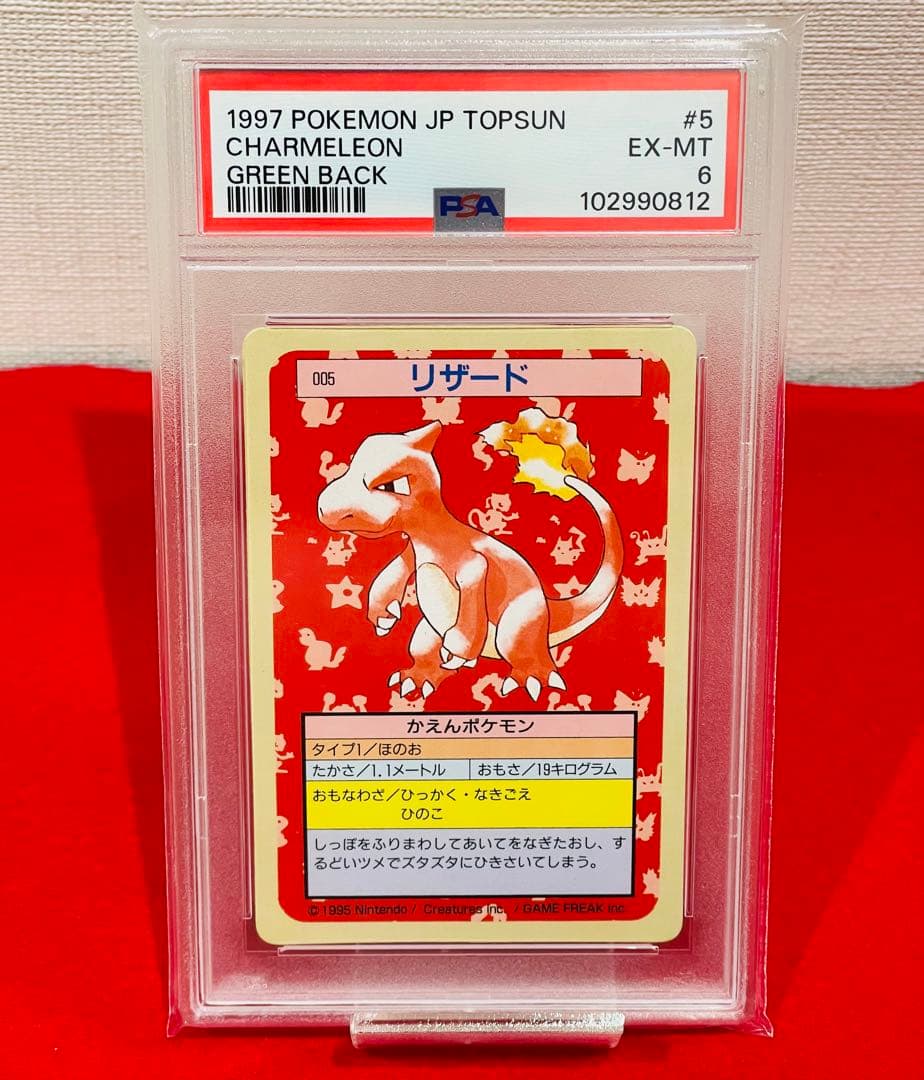 1997 POKEMON JP TOPSUN #5
CHARMELEON EX-MT
GREEN BACK 6
PSA 102990812
005 リザード
かえんポケモン
タイプ1/ほのお
たかさ/1.1メートル おもさ/19キログラム
おもなわざ/ひっかく・なきごえ
ひのこ
しっぽをふりまわしてあいてをなぎたおし、す
るどいツメでズタズタにひきさいてしまう。
© 1995 Nintendo / Creatures inc. / GAME FREAK inc.